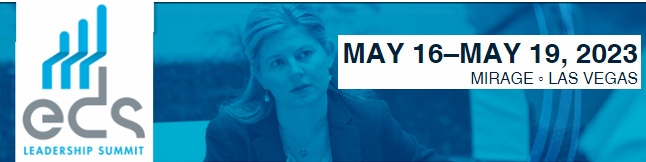 eds
LEADERSHIP SUMMIT
MAY 16–MAY 19, 2023
MIRAGE ◦ LAS VEGAS